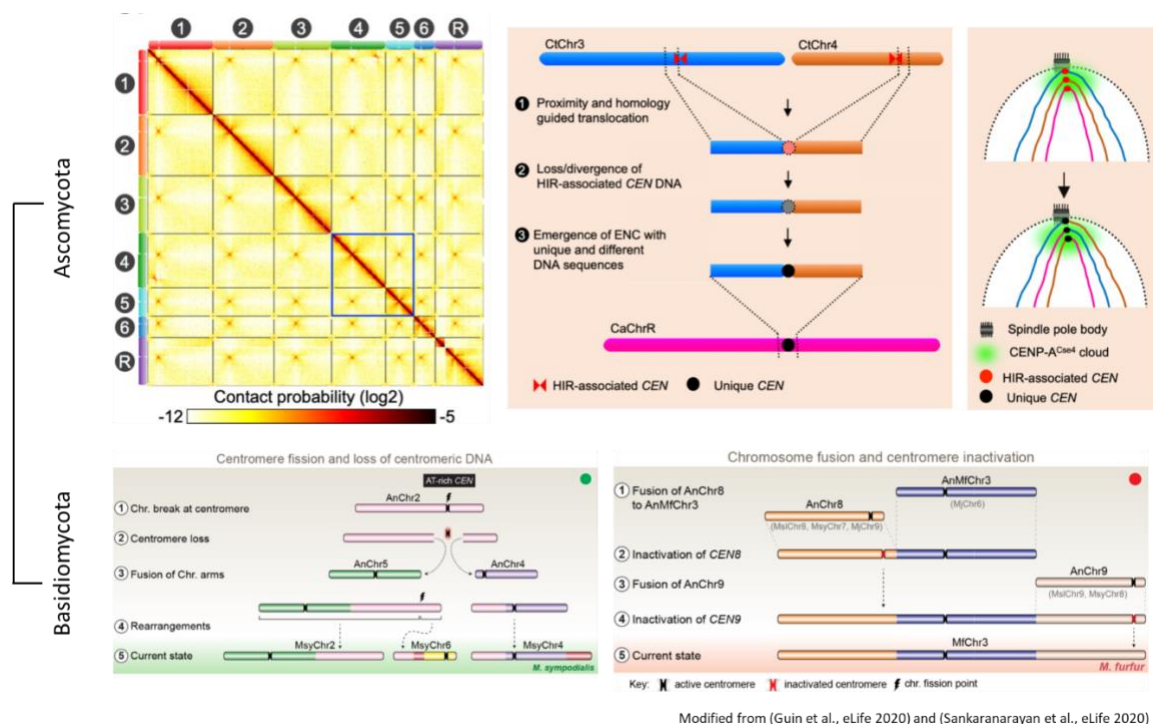 1 2 3 4 5 6 R
1
2
3
4
5
6
R
Contact probability (log2)
-12 -5
Ascomycota
Basidiomycota
CtChr3 CtChr4
1 Proximity and homology
guided translocation
2 Loss/divergence of
HIR-associated CEN DNA
3 Emergence of ENC with
unique and different
DNA sequences
CaChrR
HIR-associated CEN Unique CEN
Spindle pole body
CENP-A^Cse4 cloud
HIR-associated CEN
Unique CEN
Centromere fission and loss of centromeric DNA
AT-rich CEN
AnChr2
1 Chr. break at centromere
2 Centromere loss
AnChr5 AnChr4
3 Fusion of Chr. arms
4 Rearrangements
MsyChr2 MsyChr6 MsyChr4
5 Current state
M. sympodialis
Chromosome fusion and centromere inactivation
1 Fusion of AnChr8
to AnMfChr3
AnMfChr3
(MjChr6)
AnChr8
(MslChr8, MsyChr7, MjChr9)
2 Inactivation of CEN8
3 Fusion of AnChr9
AnChr9
(MslChr9, MsyChr8)
4 Inactivation of CEN9
MfChr3
5 Current state
M. furfur
Key: active centromere inactivated centromere chr. fission point
Modified from (Guin et al., eLife 2020) and (Sankaranarayan et al., eLife 2020)